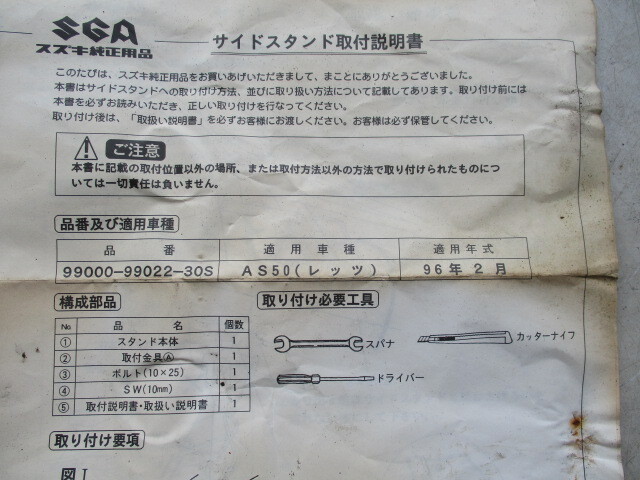 SGA
スズキ純正用品
サイドスタンド取付説明書
このたびは、スズキ純正用品をお買いあげいただきまして、まことにありがとうございました。
本書はサイドスタンドへの取り付け方法、並びに取り扱い方法について記載してあります。取り付け前には
本書を必ずお読みいただき、正しい取り付けを行なってください。
取り付け後は、「取扱い説明書」を必ずお客様にお渡しください。お客様は必ず保管してください。
ご注意
本書に記載の取付位置以外の場所、または取付方法以外の方法で取り付けられたものにつ
いては一切責任は負いません。
品番及び適用車種
品番 適用車種 適用年式
99000-99022-30S AS50(レッツ) 96年2月
構成部品 取り付け必要工具
No. 品名 個数
① スタンド本体 1
② 取付金具Ⓐ 1
③ ボルト(10×25) 1
④ SW(10mm) 1
⑤ 取付説明書・取扱い説明書 1
スパナ カッターナイフ
ドライバー
取り付け要項
図Ⅰ